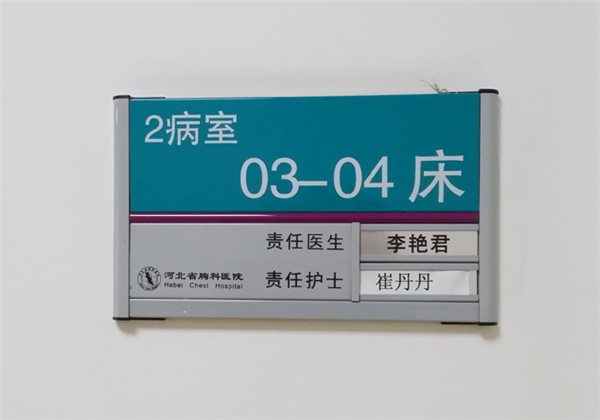 2病室
03-04 床
责任医生 李艳君
河北省胸科医院
Hebei Chest Hospital
责任护士 崔丹丹